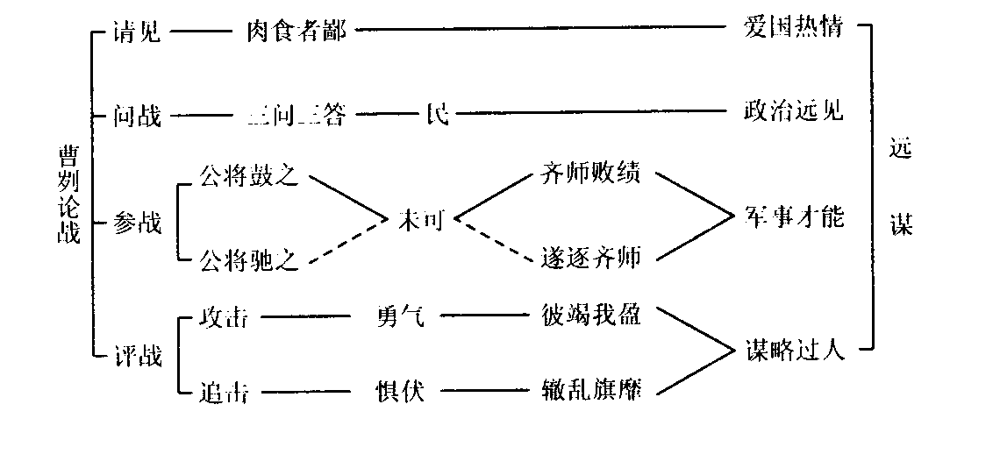 曹刿论战
请见 肉食者鄙 爱国热情
问战 三问三答 民 政治远见
参战
公将鼓之 未可 齐师败绩 军事才能
公将驰之 遂逐齐师
评战
攻击 勇气 彼竭我盈 谋略过人
追击 惧伏 辙乱旗靡
远谋